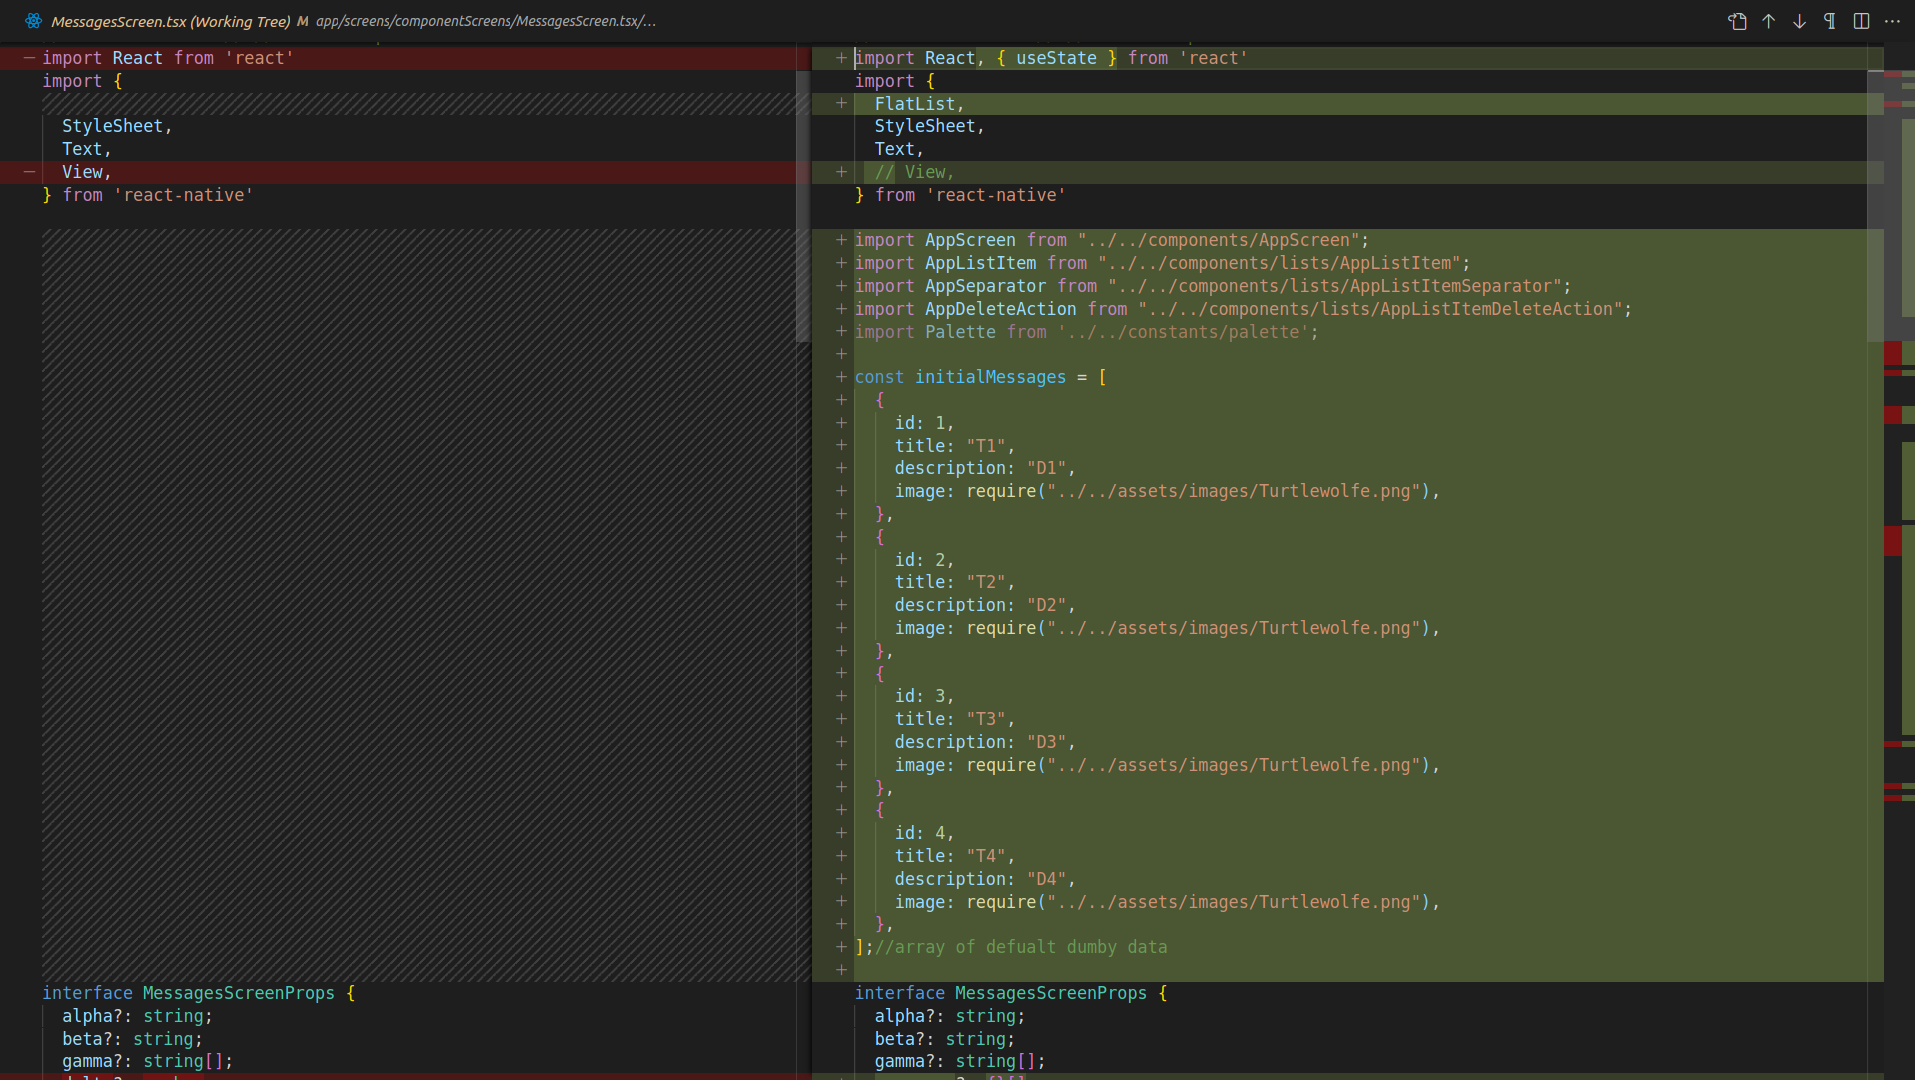 MessagesScreen.tsx (Working Tree) M app/screens/componentScreens/MessagesScreen.tsx/...
import React from 'react'
import {
StyleSheet,
Text,
View,
} from 'react-native'
interface MessagesScreenProps {
alpha?: string;
beta?: string;
gamma?: string[];
import React, { useState } from 'react'
import {
FlatList,
StyleSheet,
Text,
// View,
} from 'react-native'
import AppScreen from "../../components/AppScreen";
import AppListItem from "../../components/lists/AppListItem";
import AppSeparator from "../../components/lists/AppListItemSeparator";
import AppDeleteAction from "../../components/lists/AppListItemDeleteAction";
import Palette from '../../constants/palette';
const initialMessages = [
{
id: 1,
title: "T1",
description: "D1",
image: require("../../assets/images/Turtlewolfe.png"),
},
{
id: 2,
title: "T2",
description: "D2",
image: require("../../assets/images/Turtlewolfe.png"),
},
{
id: 3,
title: "T3",
description: "D3",
image: require("../../assets/images/Turtlewolfe.png"),
},
{
id: 4,
title: "T4",
description: "D4",
image: require("../../assets/images/Turtlewolfe.png"),
},
];//array of defualt dumby data
interface MessagesScreenProps {
alpha?: string;
beta?: string;
gamma?: string[];